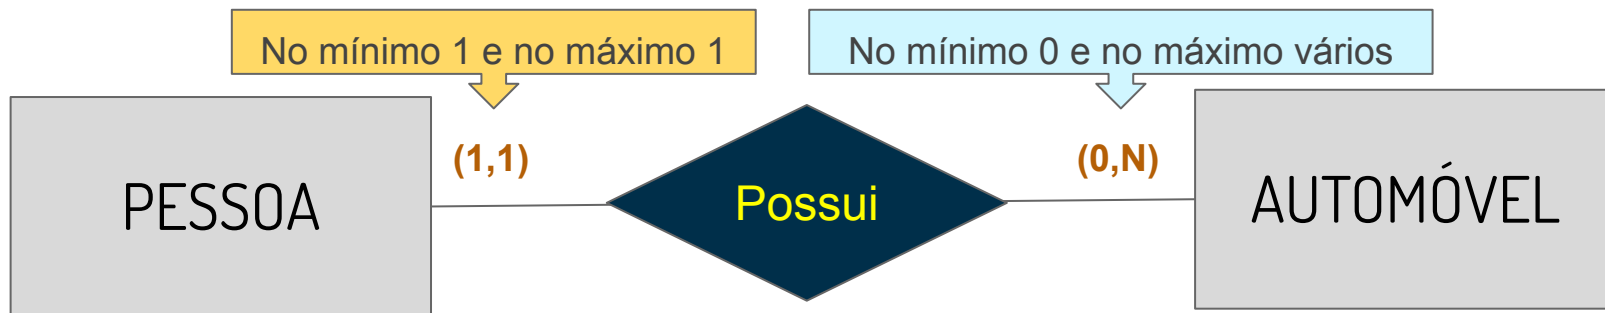 No mínimo 1 e no máximo 1
No mínimo 0 e no máximo vários
(1,1)
(0,N)
PESSOA
Possui
AUTOMÓVEL